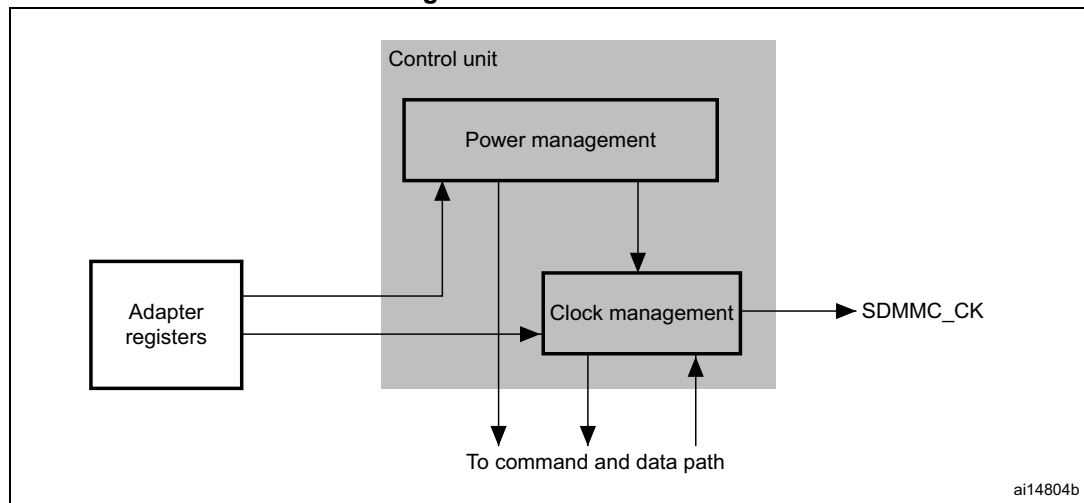 Control unit
Power management
Adapter
registers
Clock management
SDMMC_CK
To command and data path
ai14804b